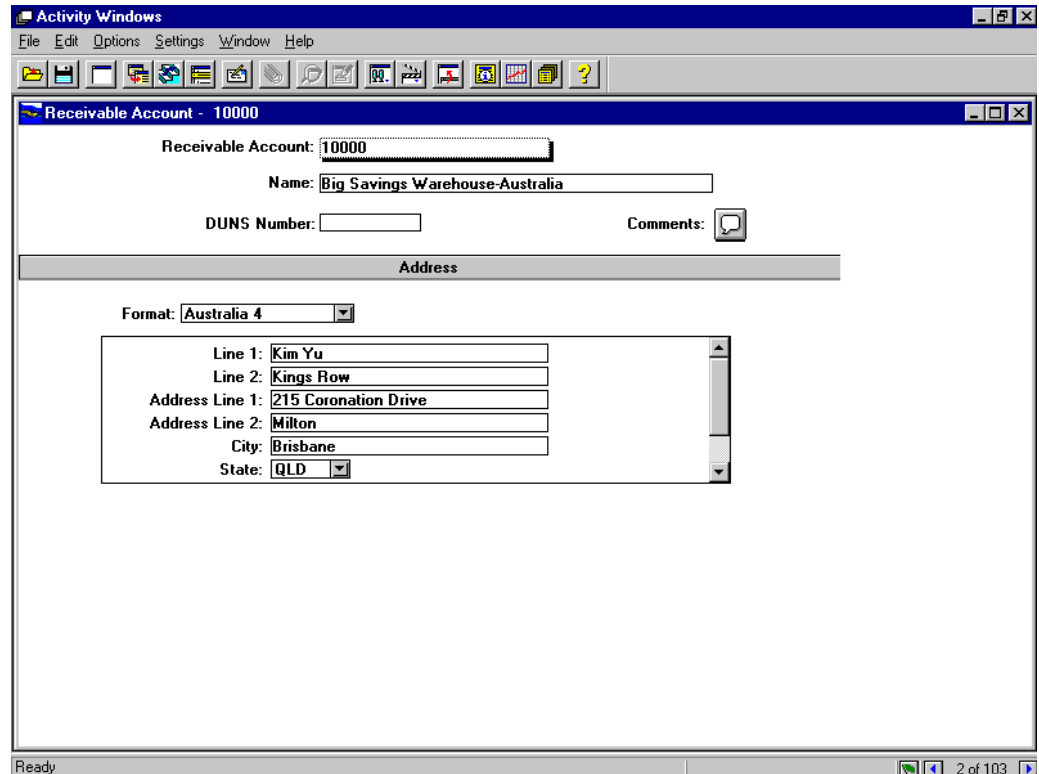 Activity Windows
File Edit Options Settings Window Help
Receivable Account - 10000
Receivable Account: 10000
Name: Big Savings Warehouse-Australia
DUNS Number: Comments:
Address
Format: Australia 4
Line 1: Kim Yu
Line 2: Kings Row
Address Line 1: 215 Coronation Drive
Address Line 2: Milton
City: Brisbane
State: QLD
Ready 2 of 103